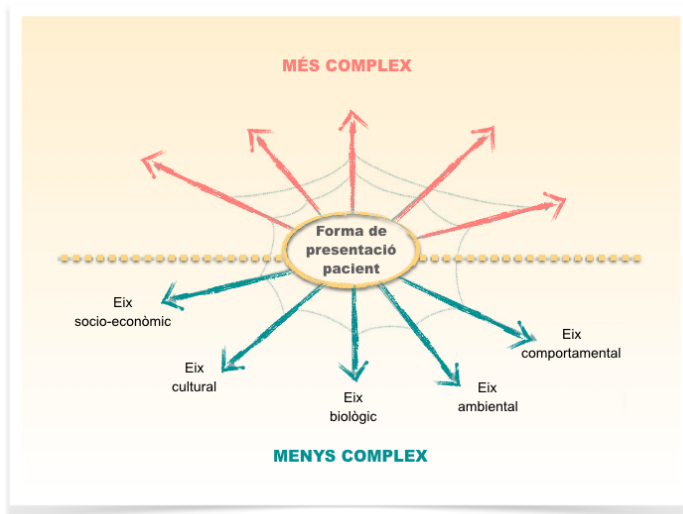 MÉS COMPLEX
Forma de
presentació
pacient
Eix
socio-econòmic
Eix
cultural
Eix
biològic
Eix
ambiental
Eix
comportamental
MENYS COMPLEX